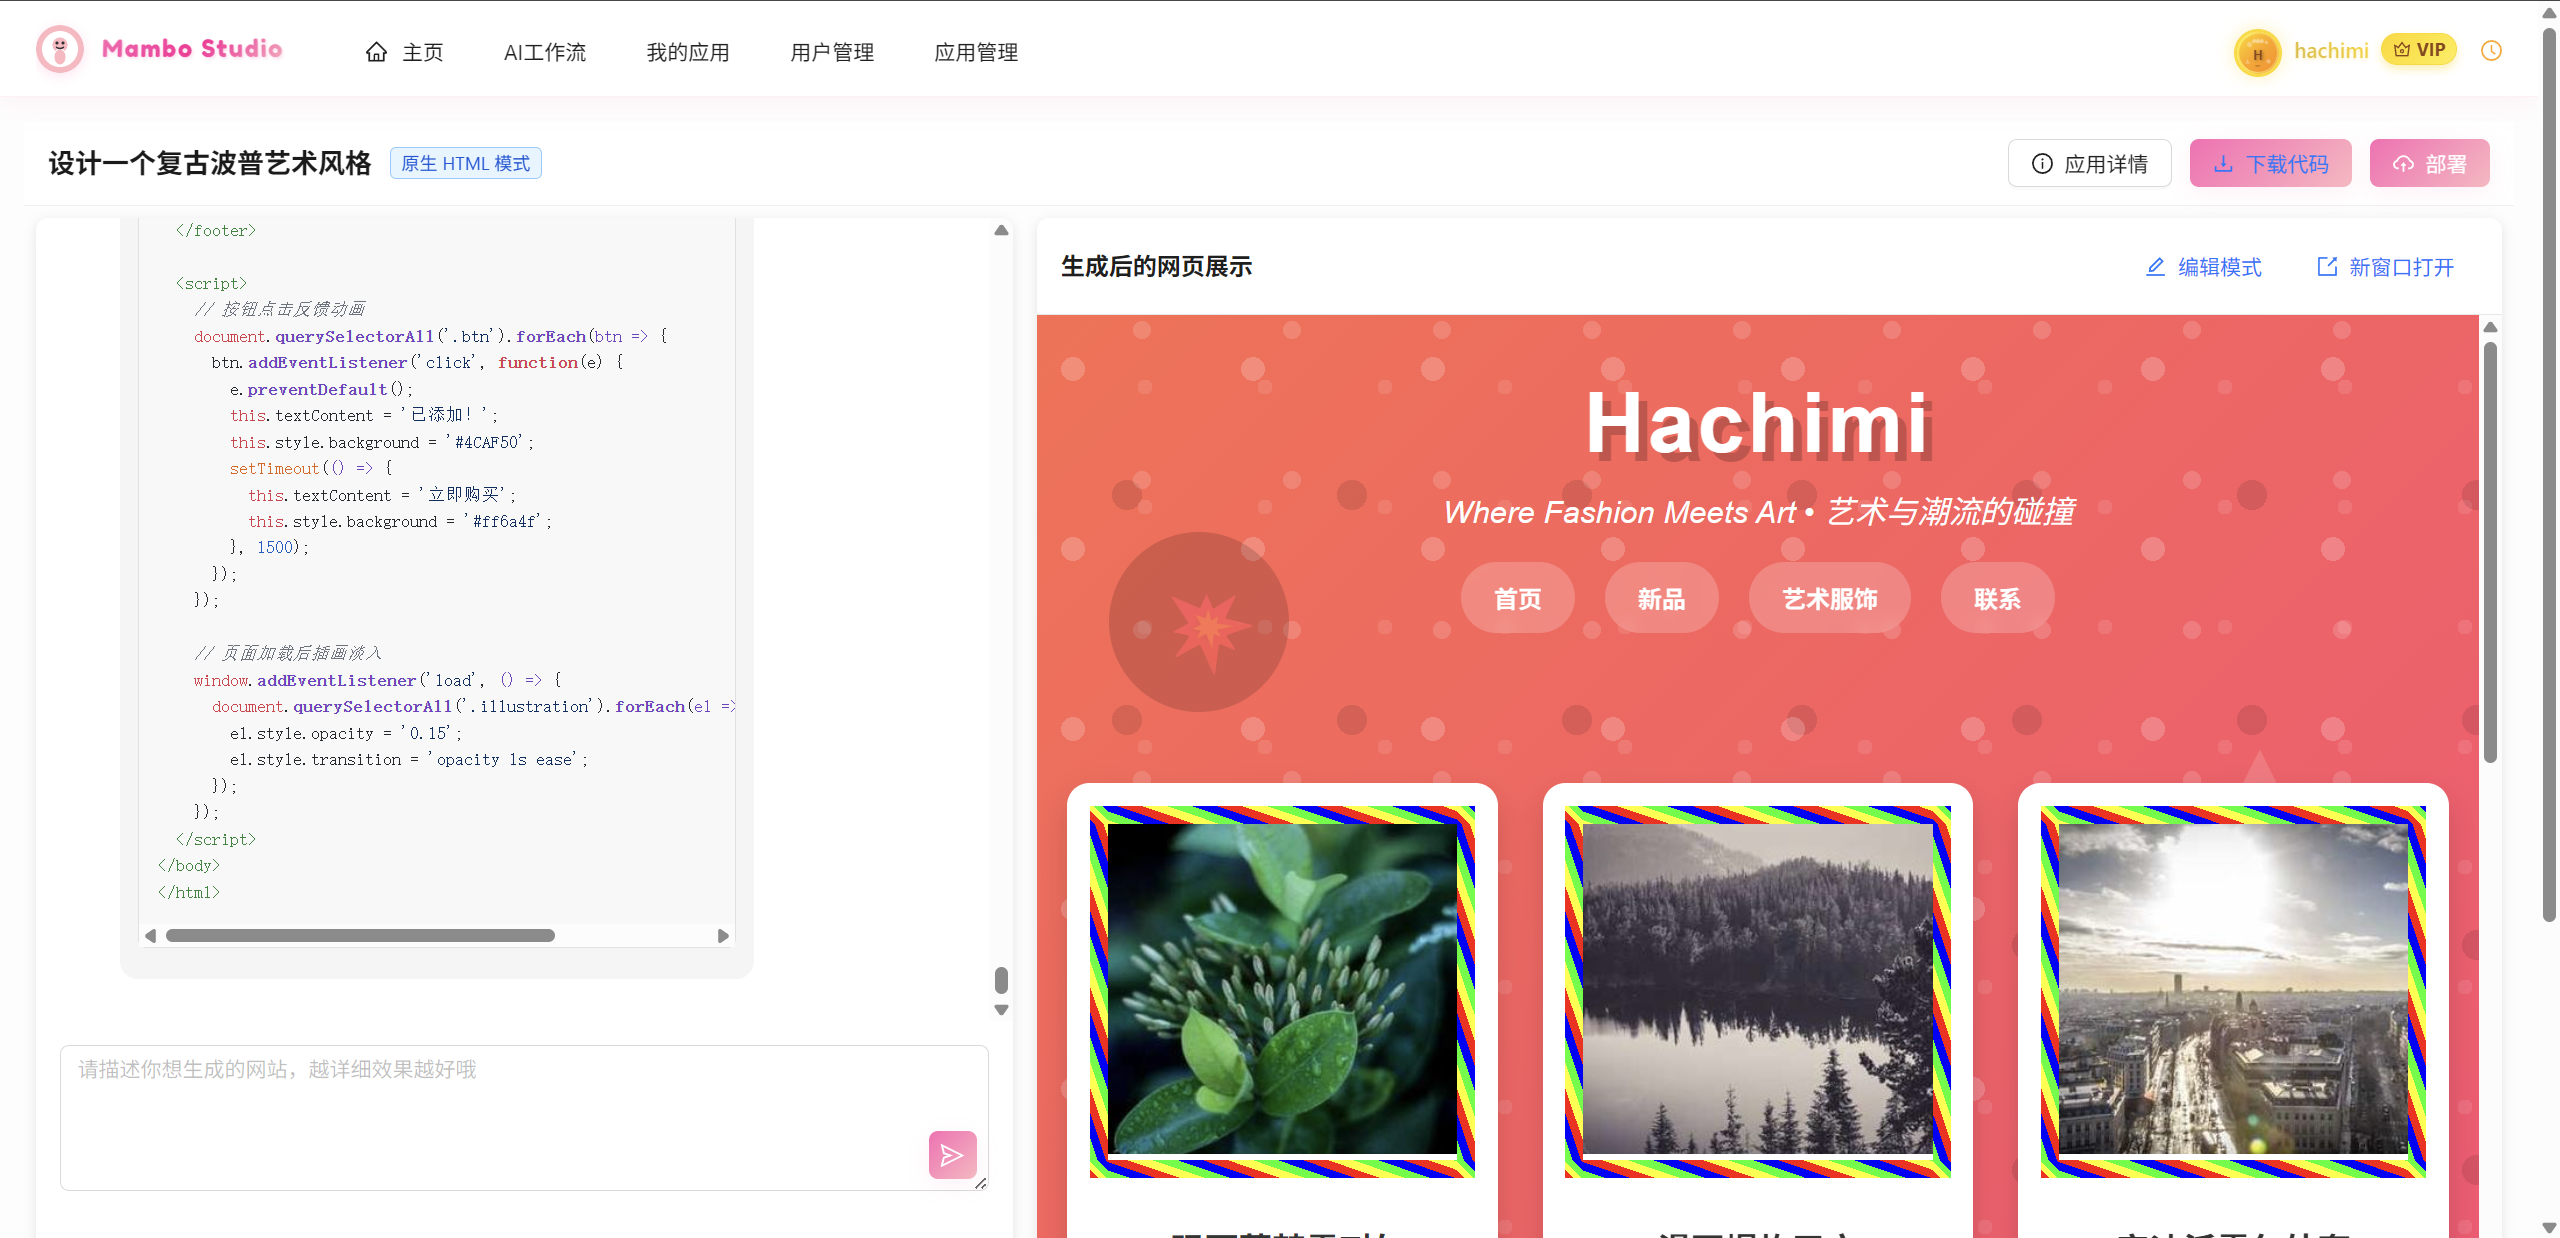 Mambo Studio
主页
AI工作流
我的应用
用户管理
应用管理
H
hachimi
VIP
设计一个复古波普艺术风格
原生 HTML 模式
应用详情
下载代码
部署
</footer>
<script>
// 按钮点击反馈动画
document.querySelectorAll('.btn').forEach(btn => {
btn.addEventListener('click', function(e) {
e.preventDefault();
this.textContent = '已添加！';
this.style.background = '#4CAF50';
setTimeout(() => {
this.textContent = '立即购买';
this.style.background = '#ff6a4f';
}, 1500);
});
});
// 页面加载后插画淡入
window.addEventListener('load', () => {
document.querySelectorAll('.illustration').forEach(el =>
el.style.opacity = '0.15';
el.style.transition = 'opacity 1s ease';
});
});
</script>
</body>
</html>
请描述你想生成的网站，越详细效果越好哦
生成后的网页展示
编辑模式
新窗口打开
Hachimi
Where Fashion Meets Art • 艺术与潮流的碰撞
首页
新品
艺术服饰
联系